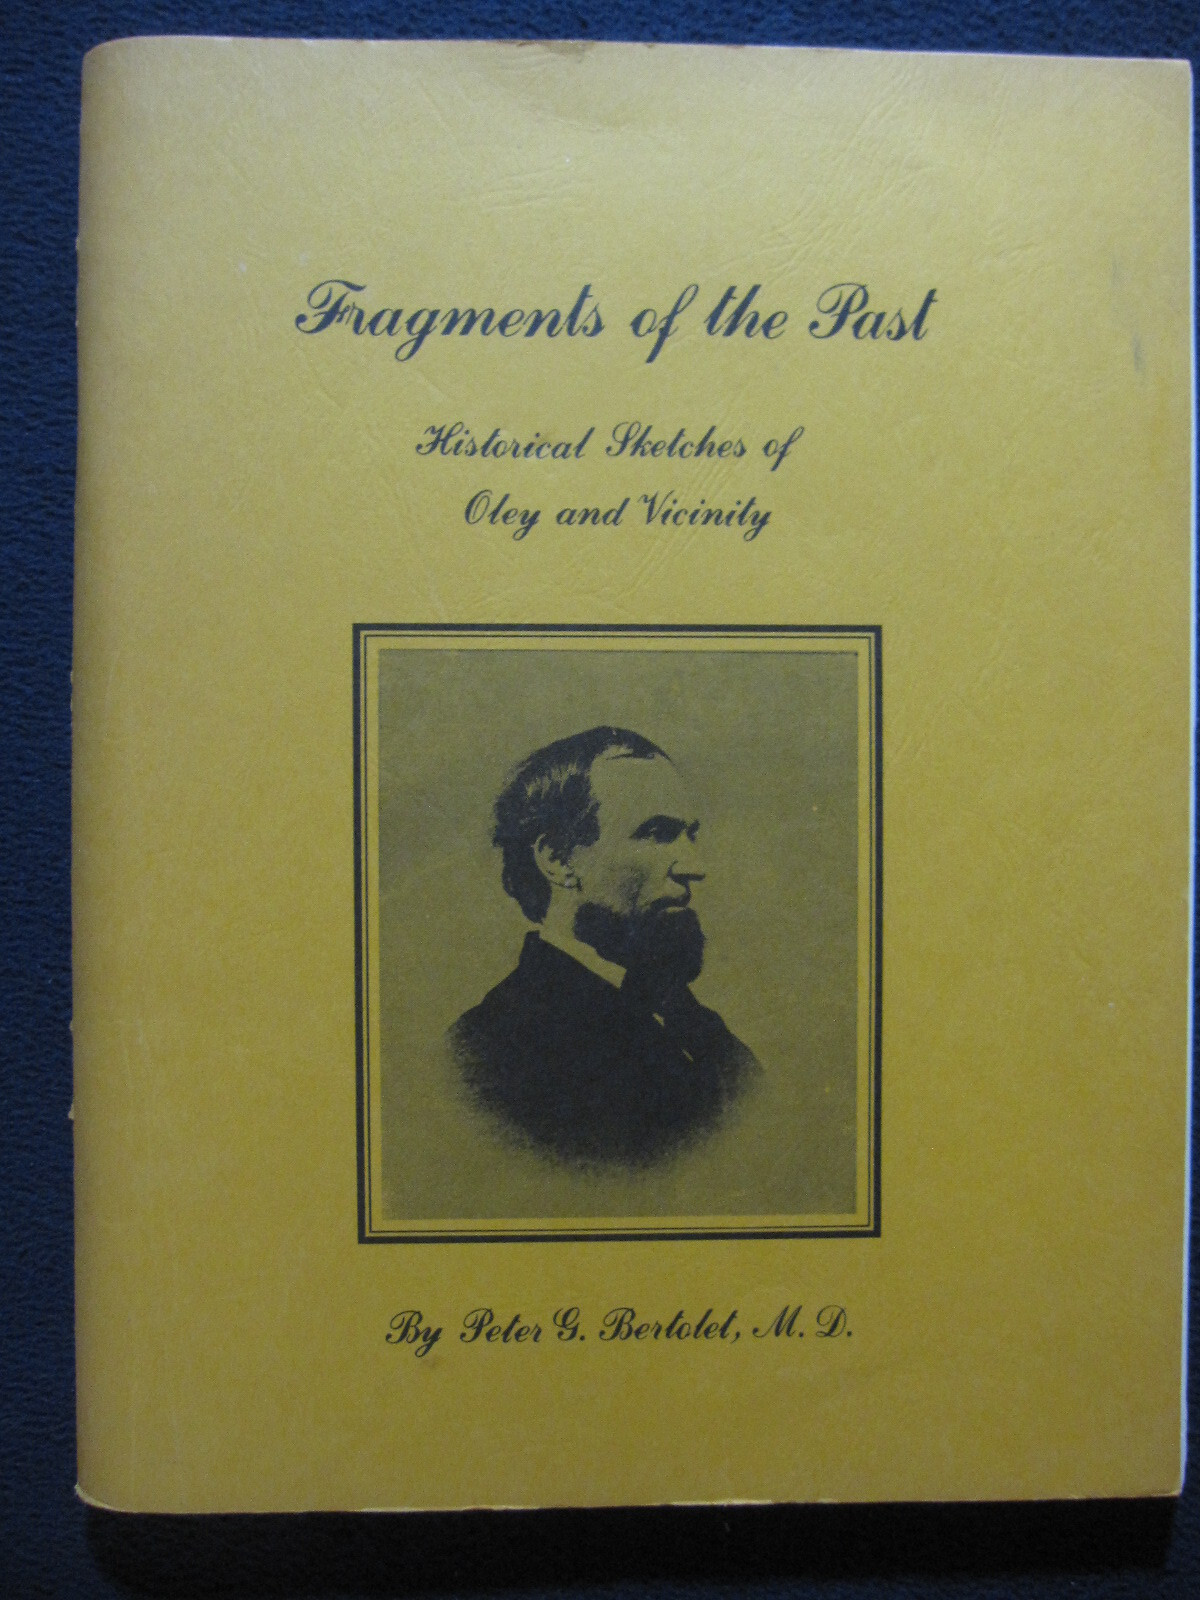 Fragments of the Past
Historical Sketches of
Oley and Vicinity
By Peter G. Bertolet, M. D.